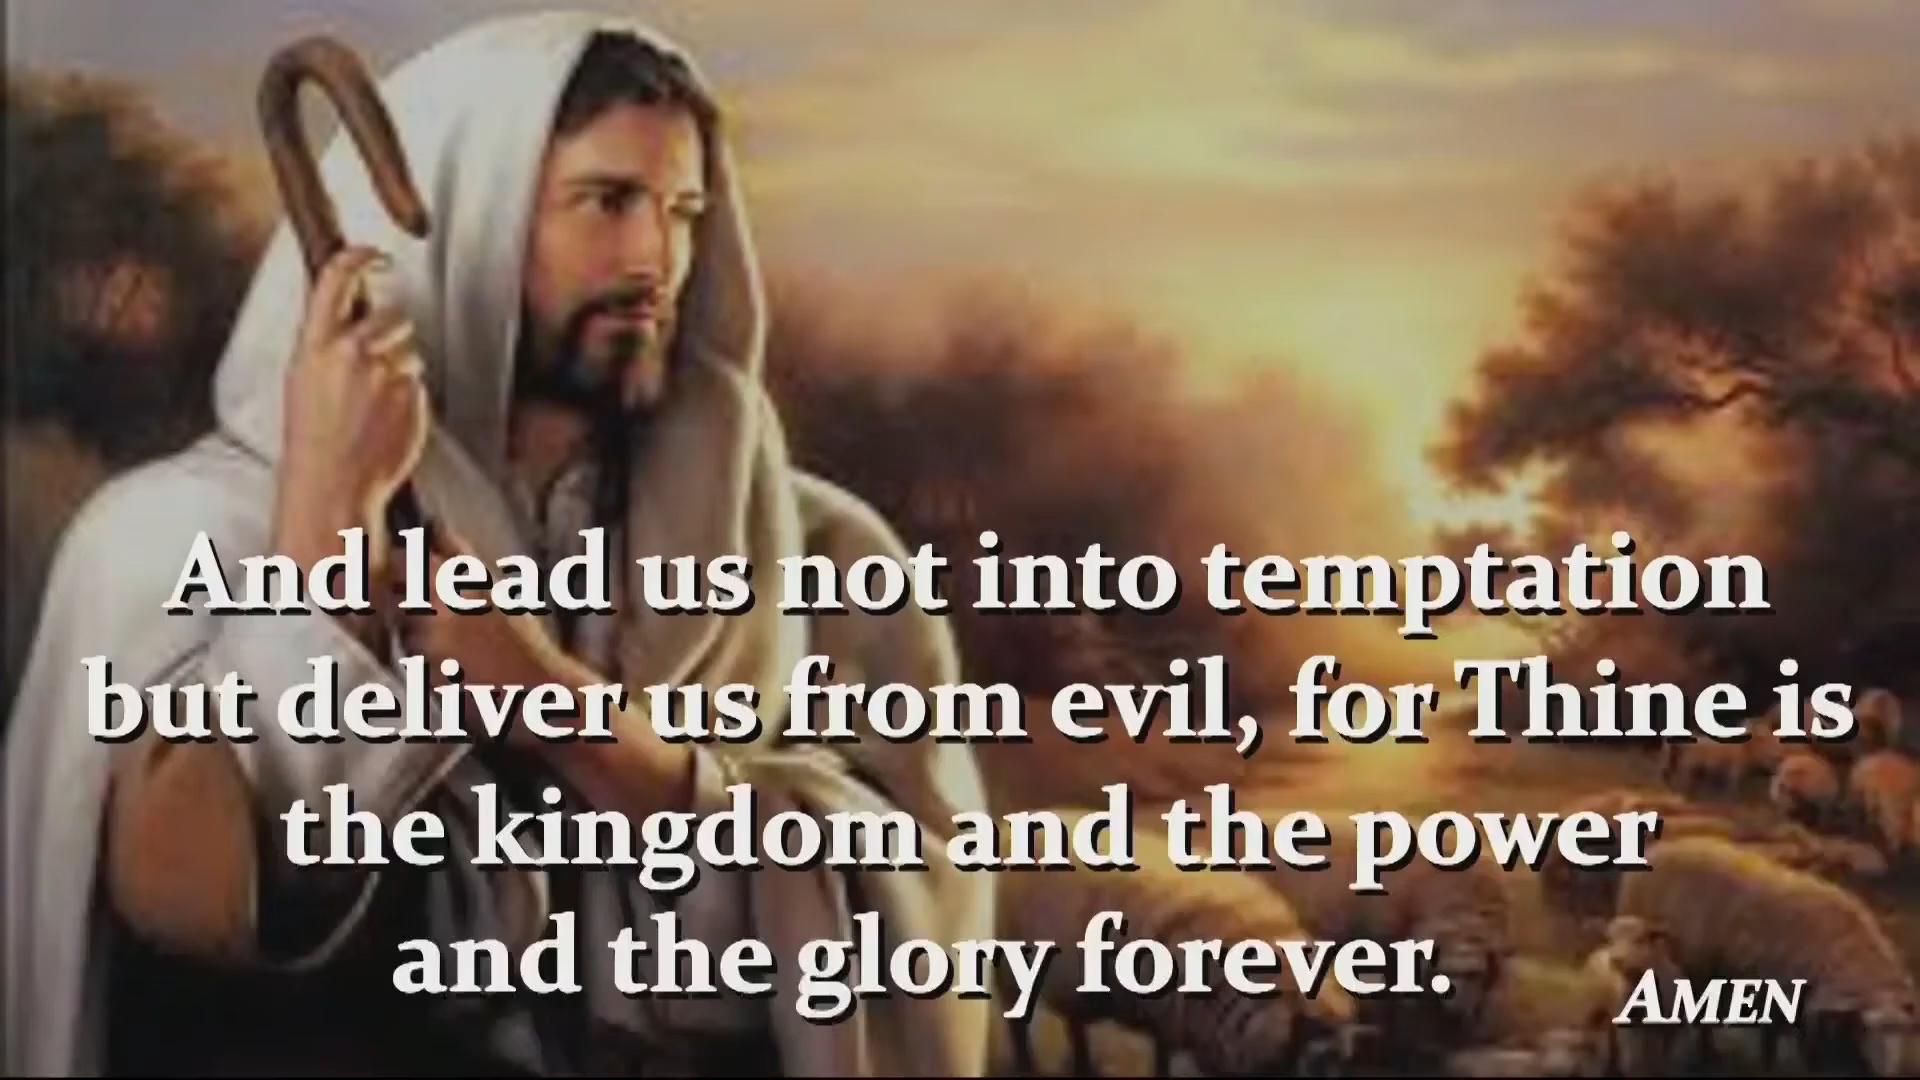 And lead us not into temptation
but deliver us from evil, for Thine is
the kingdom and the power
and the glory forever.
AMEN